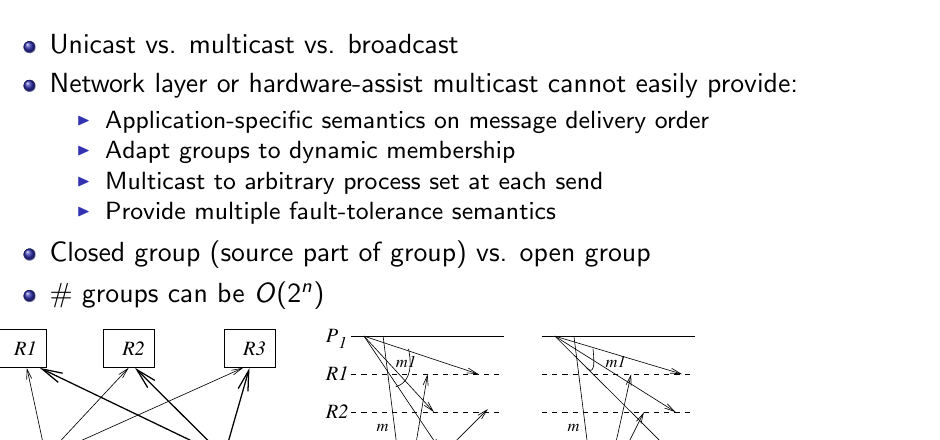 Unicast vs. multicast vs. broadcast
Network layer or hardware-assist multicast cannot easily provide:
Application-specific semantics on message delivery order
Adapt groups to dynamic membership
Multicast to arbitrary process set at each send
Provide multiple fault-tolerance semantics
Closed group (source part of group) vs. open group
# groups can be O(2ⁿ)
R1 R2 R3
P₁
m1 m1
R1
R2
m m